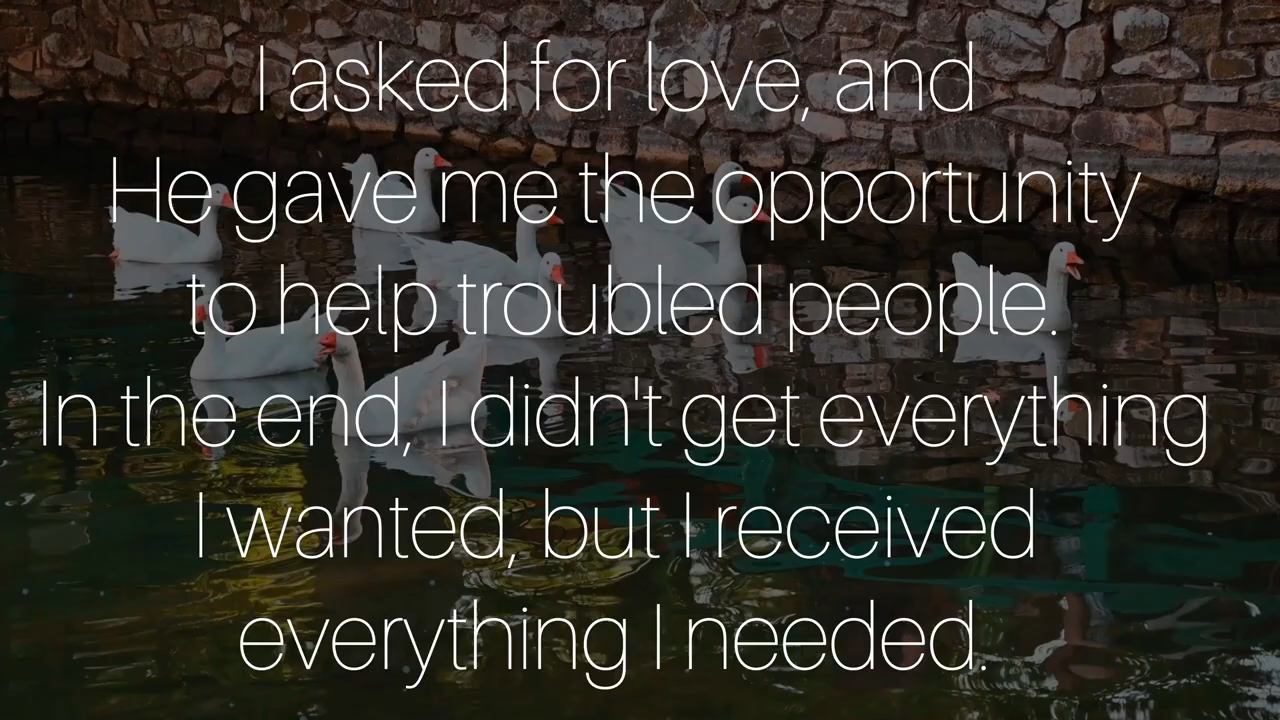 I asked for love, and
He gave me the opportunity
to help troubled people.
In the end, I didn't get everything
I wanted, but I received
everything I needed.